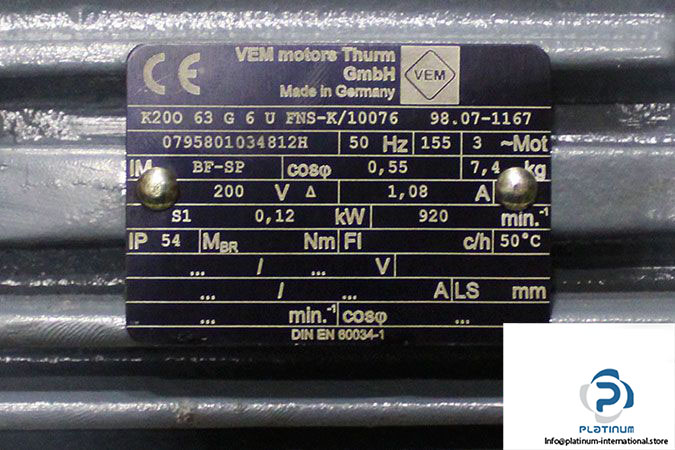 CE
VEM motors Thurm
GmbH
Made in Germany
VEM
K20O 63 G 6 U FNS-K/10076 98.07-1167
0795801034812H 50 Hz 155 3 ~Mot
IM BF-SP cosφ 0,55 7,4 kg
200 V Δ 1,08 A
S1 0,12 kW 920 min.⁻¹
IP 54 MBR Nm FI c/h 50°C
... / ... V
... / ... A LS mm
... min.⁻¹ cosφ ...
DIN EN 60034-1
PLATINUM
Info@platinum-international.store